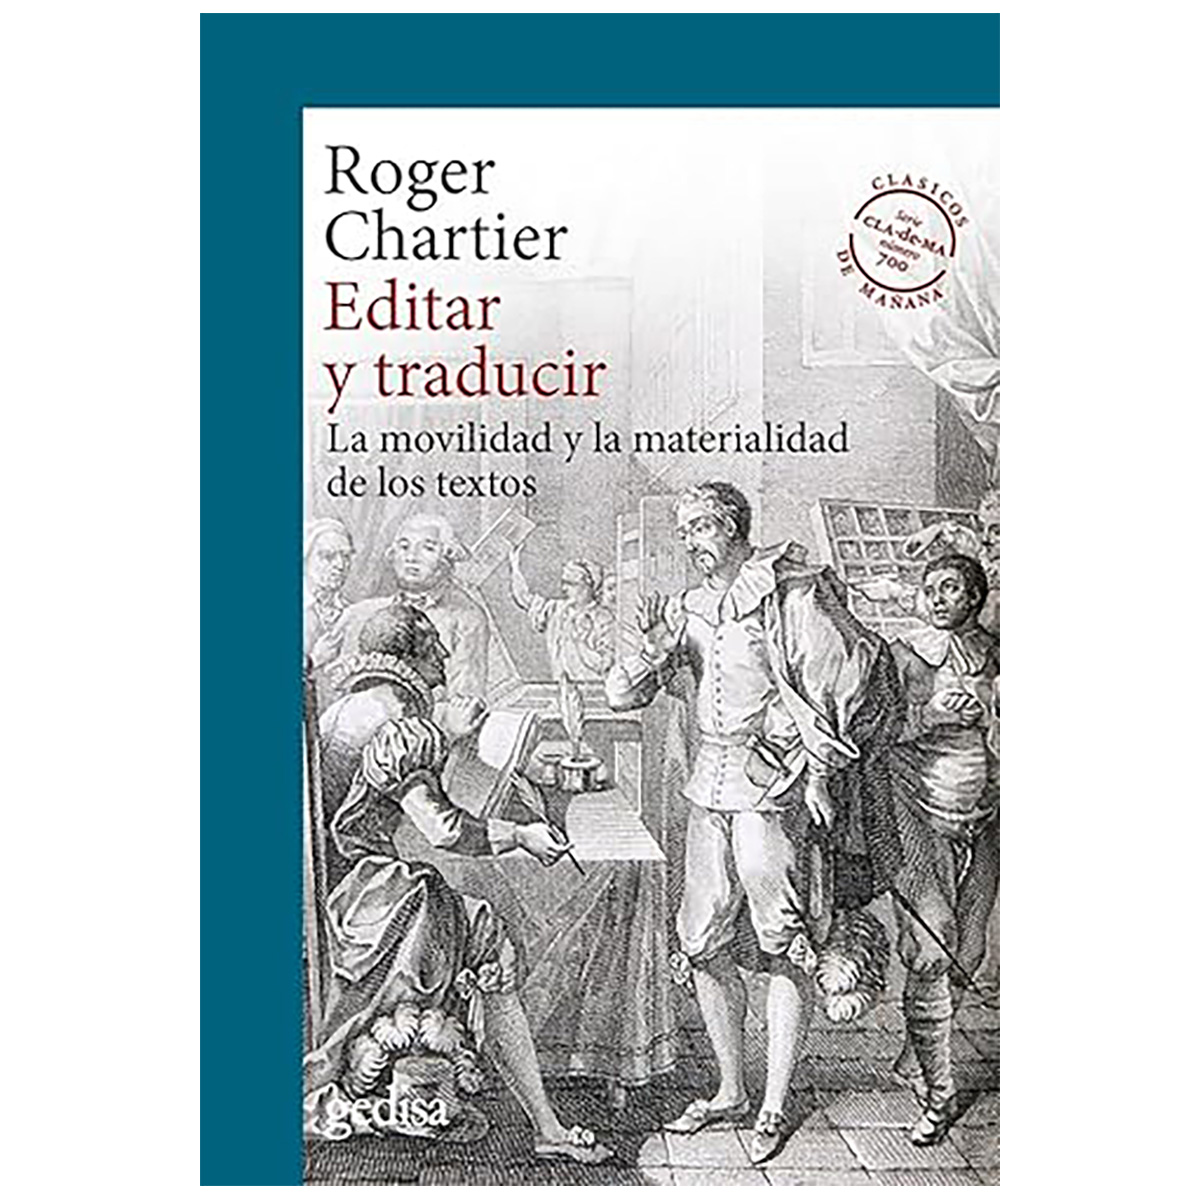 Roger
Chartier
Editar
y traducir
La movilidad y la materialidad
de los textos
CLASICOS
Serie
CLA-de-MA
número
700
DE MAÑANA
gedisa